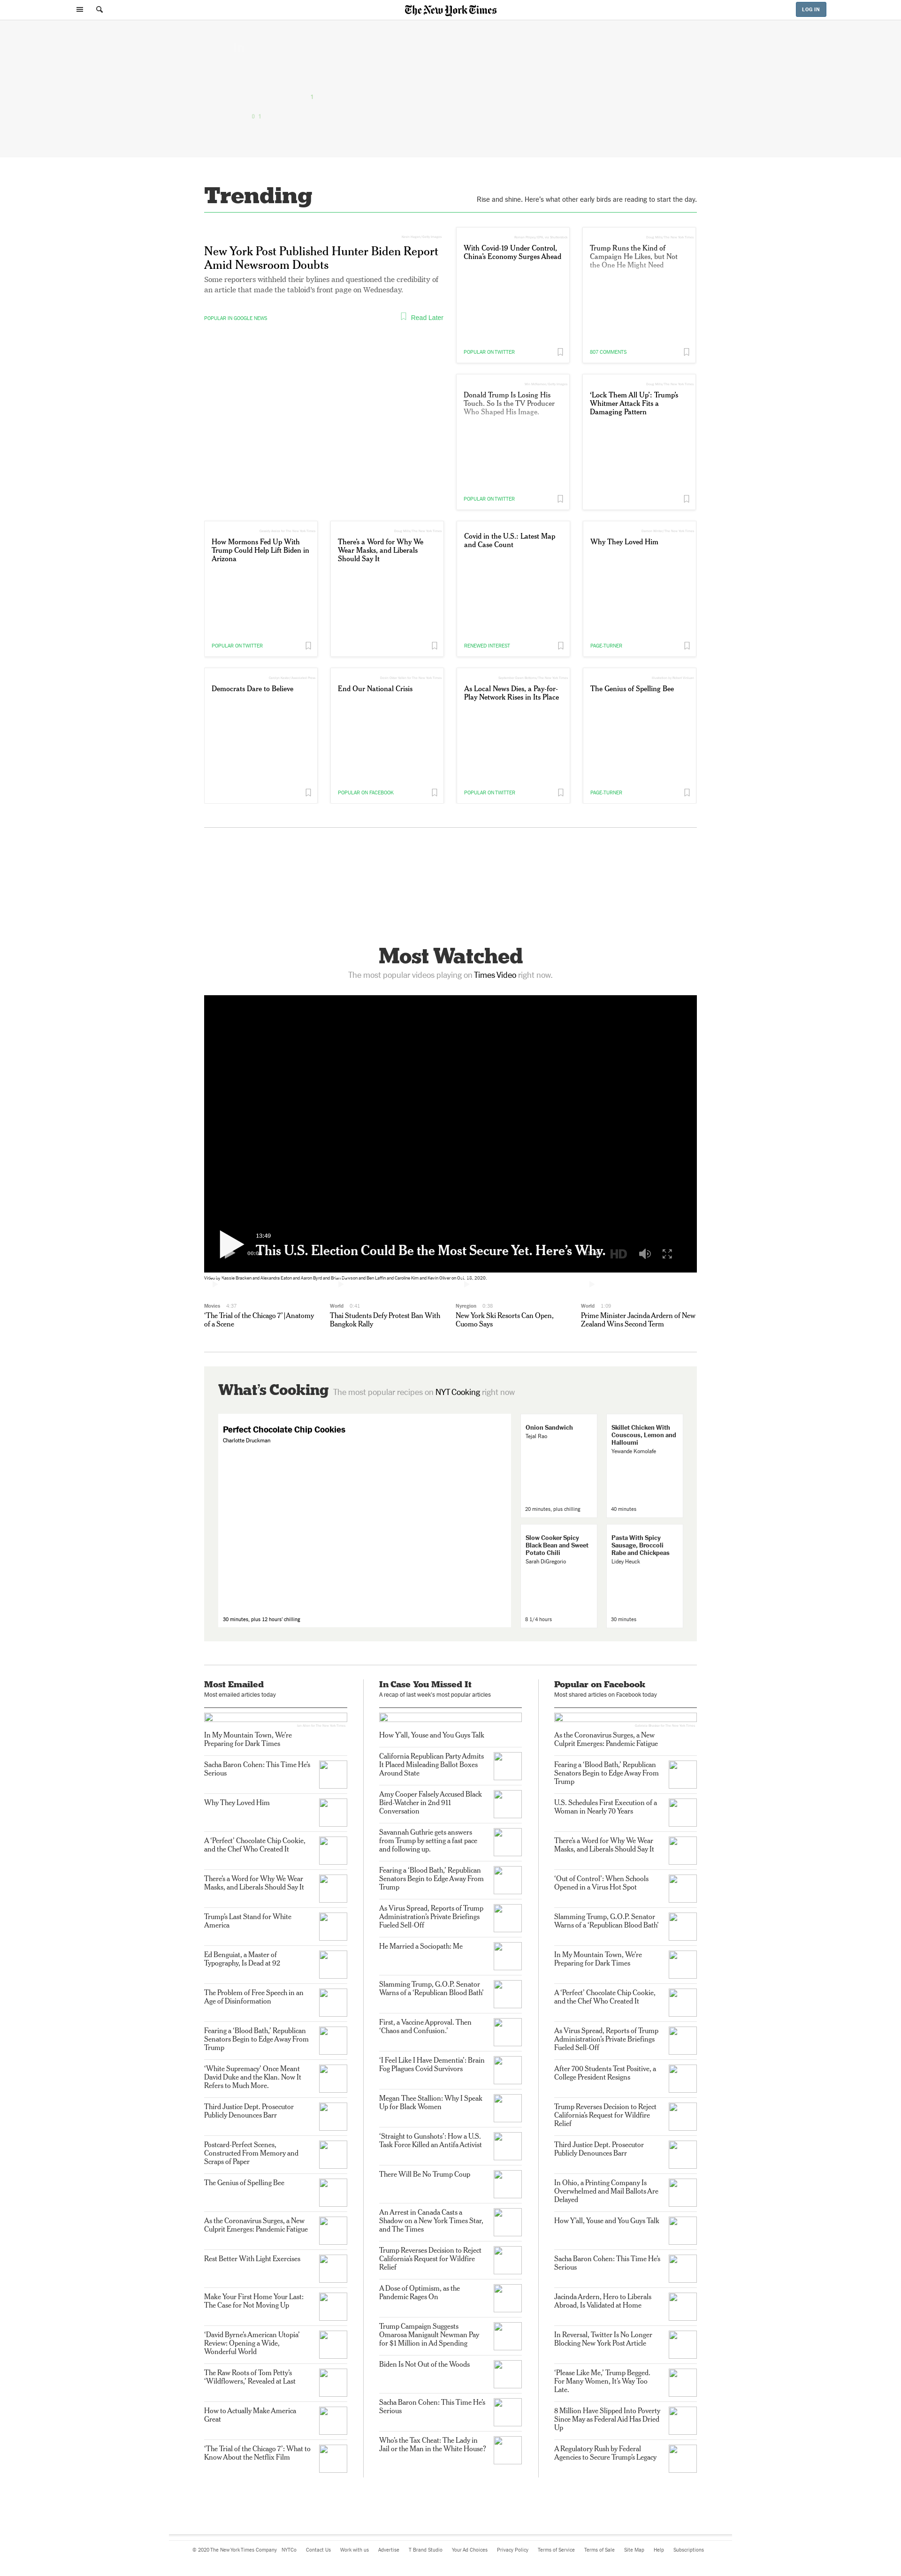 The New York Times
LOG IN
Trending
Rise and shine. Here's what other early birds are reading to start the day.
New York Post Published Hunter Biden Report
Amid Newsroom Doubts
Some reporters withheld their bylines and questioned the credibility of
an article that made the tabloid's front page on Wednesday.
POPULAR IN GOOGLE NEWS
Read Later
With Covid-19 Under Control,
China's Economy Surges Ahead
POPULAR ON TWITTER
Trump Runs the Kind of
Campaign He Likes, but Not
the One He Might Need
807 COMMENTS
Donald Trump Is Losing His
Touch. So Is the TV Producer
Who Shaped His Image.
POPULAR ON TWITTER
'Lock Them All Up': Trump's
Whitmer Attack Fits a
Damaging Pattern
How Mormons Fed Up With
Trump Could Help Lift Biden in
Arizona
POPULAR ON TWITTER
There's a Word for Why We
Wear Masks, and Liberals
Should Say It
Covid in the U.S.: Latest Map
and Case Count
RENEWED INTEREST
Why They Loved Him
PAGE-TURNER
Democrats Dare to Believe
End Our National Crisis
POPULAR ON FACEBOOK
As Local News Dies, a Pay-for-
Play Network Rises in Its Place
POPULAR ON TWITTER
The Genius of Spelling Bee
PAGE-TURNER
Most Watched
The most popular videos playing on Times Video right now.
13:49
This U.S. Election Could Be the Most Secure Yet. Here's Why.
HD
Video by Kassie Bracken and Alexandra Eaton and Aaron Byrd and Brian Dawson and Ben Laffin and Caroline Kim and Kevin Oliver on Oct. 18, 2020.
Movies 4:37
'The Trial of the Chicago 7' | Anatomy
of a Scene
World 0:41
Thai Students Defy Protest Ban With
Bangkok Rally
Nyregion 0:38
New York Ski Resorts Can Open,
Cuomo Says
World 1:09
Prime Minister Jacinda Ardern of New
Zealand Wins Second Term
What's Cooking The most popular recipes on NYT Cooking right now
Perfect Chocolate Chip Cookies
Charlotte Druckman
30 minutes, plus 12 hours' chilling
Onion Sandwich
Tejal Rao
20 minutes, plus chilling
Skillet Chicken With
Couscous, Lemon and
Halloumi
Yewande Komolafe
40 minutes
Slow Cooker Spicy
Black Bean and Sweet
Potato Chili
Sarah DiGregorio
8 1/4 hours
Pasta With Spicy
Sausage, Broccoli
Rabe and Chickpeas
Lidey Heuck
30 minutes
Most Emailed
Most emailed articles today
In My Mountain Town, We're
Preparing for Dark Times
Sacha Baron Cohen: This Time He's
Serious
Why They Loved Him
A 'Perfect' Chocolate Chip Cookie,
and the Chef Who Created It
There's a Word for Why We Wear
Masks, and Liberals Should Say It
Trump's Last Stand for White
America
Ed Benguiat, a Master of
Typography, Is Dead at 92
The Problem of Free Speech in an
Age of Disinformation
Fearing a 'Blood Bath,' Republican
Senators Begin to Edge Away From
Trump
'White Supremacy' Once Meant
David Duke and the Klan. Now It
Refers to Much More.
Third Justice Dept. Prosecutor
Publicly Denounces Barr
Postcard-Perfect Scenes,
Constructed From Memory and
Scraps of Paper
The Genius of Spelling Bee
As the Coronavirus Surges, a New
Culprit Emerges: Pandemic Fatigue
Rest Better With Light Exercises
Make Your First Home Your Last:
The Case for Not Moving Up
'David Byrne's American Utopia'
Review: Opening a Wide,
Wonderful World
The Raw Roots of Tom Petty's
'Wildflowers,' Revealed at Last
How to Actually Make America
Great
'The Trial of the Chicago 7': What to
Know About the Netflix Film
In Case You Missed It
A recap of last week's most popular articles
How Y'all, Youse and You Guys Talk
California Republican Party Admits
It Placed Misleading Ballot Boxes
Around State
Amy Cooper Falsely Accused Black
Bird-Watcher in 2nd 911
Conversation
Savannah Guthrie gets answers
from Trump by setting a fast pace
and following up.
Fearing a 'Blood Bath,' Republican
Senators Begin to Edge Away From
Trump
As Virus Spread, Reports of Trump
Administration's Private Briefings
Fueled Sell-Off
He Married a Sociopath: Me
Slamming Trump, G.O.P. Senator
Warns of a 'Republican Blood Bath'
First, a Vaccine Approval. Then
'Chaos and Confusion.'
'I Feel Like I Have Dementia': Brain
Fog Plagues Covid Survivors
Megan Thee Stallion: Why I Speak
Up for Black Women
'Straight to Gunshots': How a U.S.
Task Force Killed an Antifa Activist
There Will Be No Trump Coup
An Arrest in Canada Casts a
Shadow on a New York Times Star,
and The Times
Trump Reverses Decision to Reject
California's Request for Wildfire
Relief
A Dose of Optimism, as the
Pandemic Rages On
Trump Campaign Suggests
Omarosa Manigault Newman Pay
for $1 Million in Ad Spending
Biden Is Not Out of the Woods
Sacha Baron Cohen: This Time He's
Serious
Who's the Tax Cheat: The Lady in
Jail or the Man in the White House?
Popular on Facebook
Most shared articles on Facebook today
As the Coronavirus Surges, a New
Culprit Emerges: Pandemic Fatigue
Fearing a 'Blood Bath,' Republican
Senators Begin to Edge Away From
Trump
U.S. Schedules First Execution of a
Woman in Nearly 70 Years
There's a Word for Why We Wear
Masks, and Liberals Should Say It
'Out of Control': When Schools
Opened in a Virus Hot Spot
Slamming Trump, G.O.P. Senator
Warns of a 'Republican Blood Bath'
In My Mountain Town, We're
Preparing for Dark Times
A 'Perfect' Chocolate Chip Cookie,
and the Chef Who Created It
As Virus Spread, Reports of Trump
Administration's Private Briefings
Fueled Sell-Off
After 700 Students Test Positive, a
College President Resigns
Trump Reverses Decision to Reject
California's Request for Wildfire
Relief
Third Justice Dept. Prosecutor
Publicly Denounces Barr
In Ohio, a Printing Company Is
Overwhelmed and Mail Ballots Are
Delayed
How Y'all, Youse and You Guys Talk
Sacha Baron Cohen: This Time He's
Serious
Jacinda Ardern, Hero to Liberals
Abroad, Is Validated at Home
In Reversal, Twitter Is No Longer
Blocking New York Post Article
'Please Like Me,' Trump Begged.
For Many Women, It's Way Too
Late.
8 Million Have Slipped Into Poverty
Since May as Federal Aid Has Dried
Up
A Regulatory Rush by Federal
Agencies to Secure Trump's Legacy
© 2020 The New York Times Company NYTCo Contact Us Work with us Advertise T Brand Studio Your Ad Choices Privacy Policy Terms of Service Terms of Sale Site Map Help Subscriptions